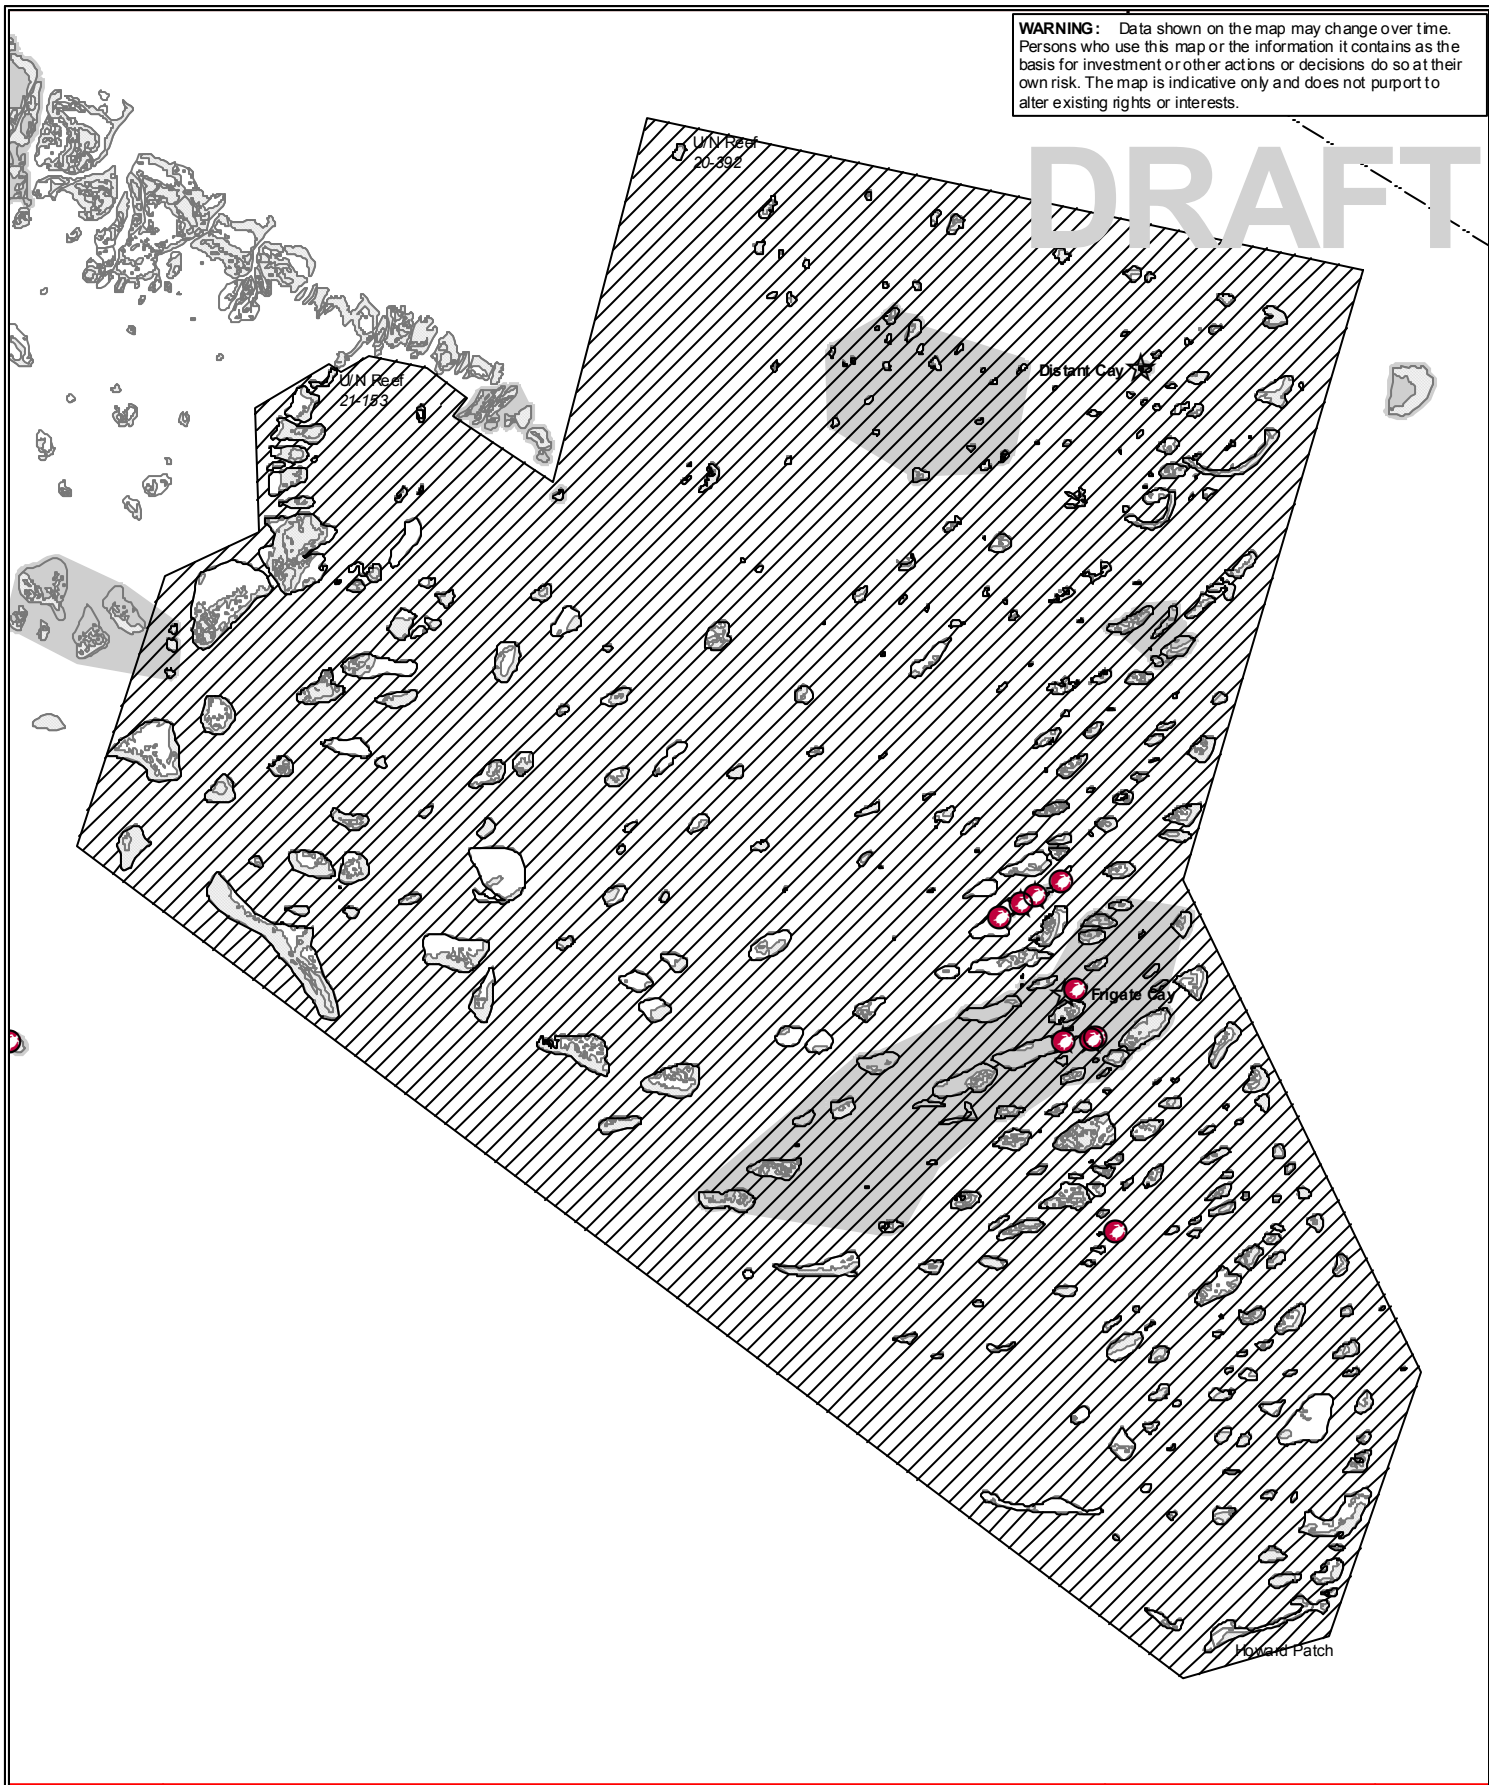 WARNING: Data shown on the map may change over time.
Persons who use this map or the information it contains as the
basis for investment or other actions or decisions do so at their
own risk. The map is indicative only and does not purport to
alter existing rights or interests.
DRAFT
U/N Reef
20-392
Distant Cay
U/N Reef
21-153
Frigate Cay
Howard Patch